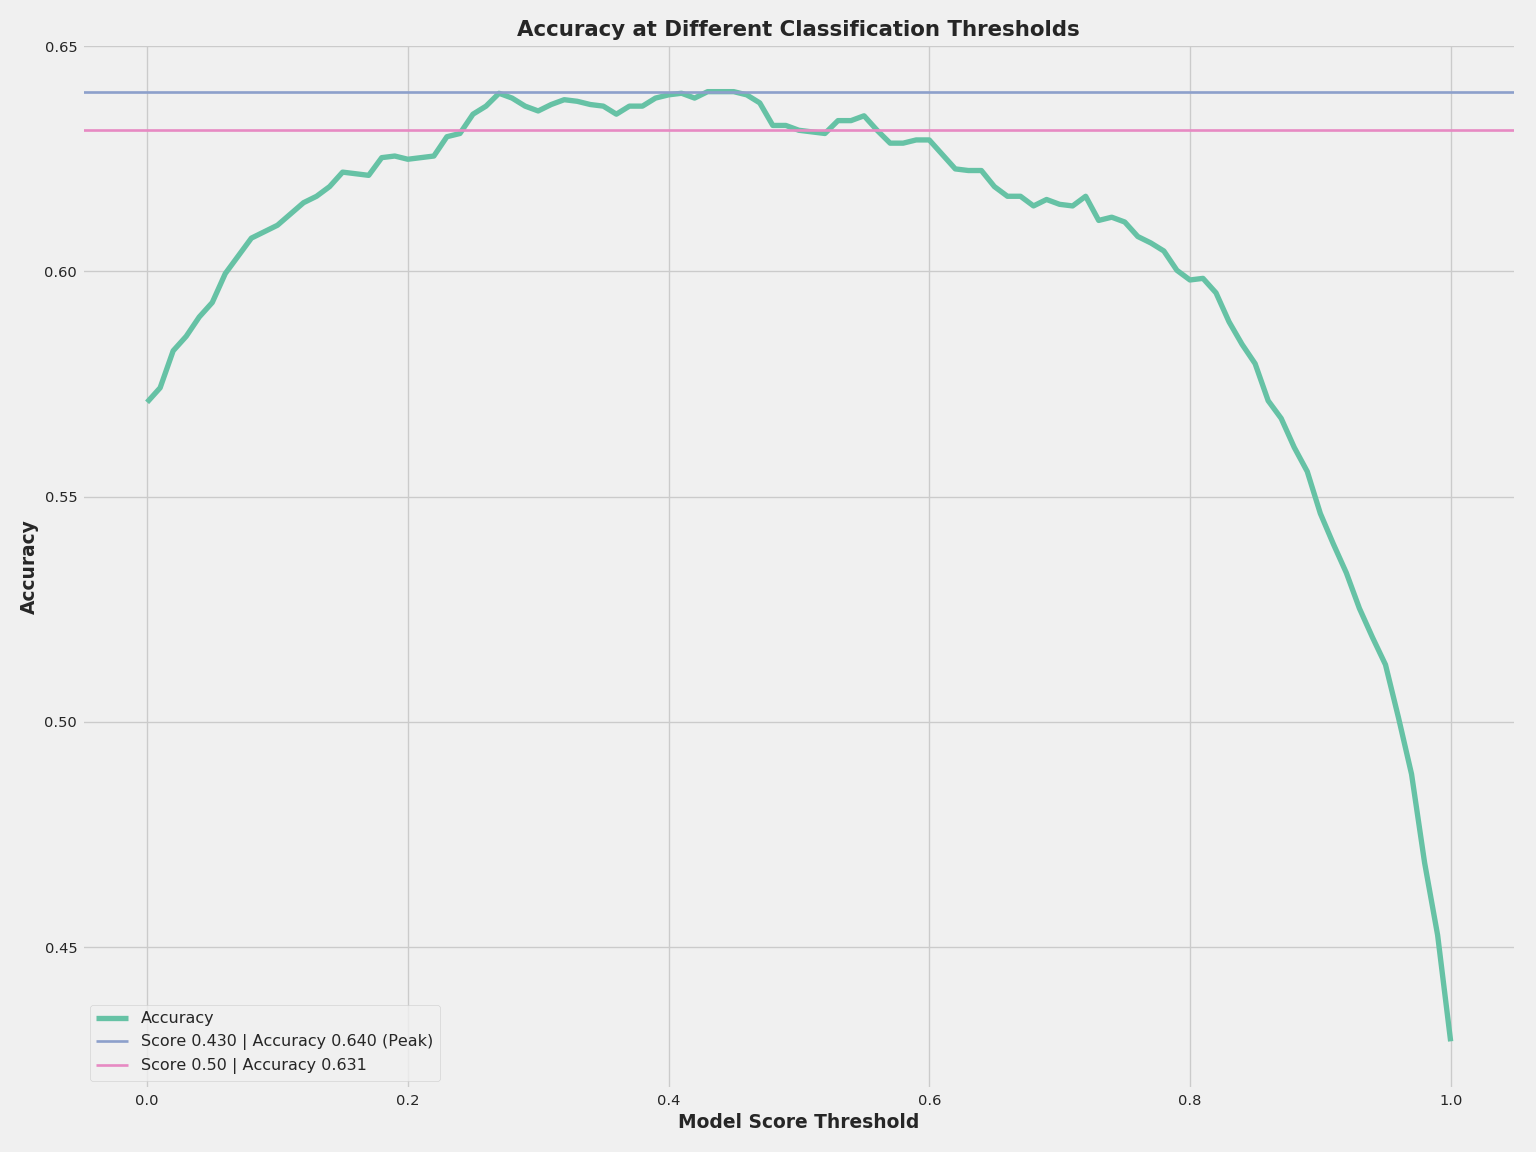 Accuracy at Different Classification Thresholds
0.65
0.60
0.55
0.50
0.45
Accuracy
Accuracy
Score 0.430 | Accuracy 0.640 (Peak)
Score 0.50 | Accuracy 0.631
0.0 0.2 0.4 0.6 0.8 1.0
Model Score Threshold